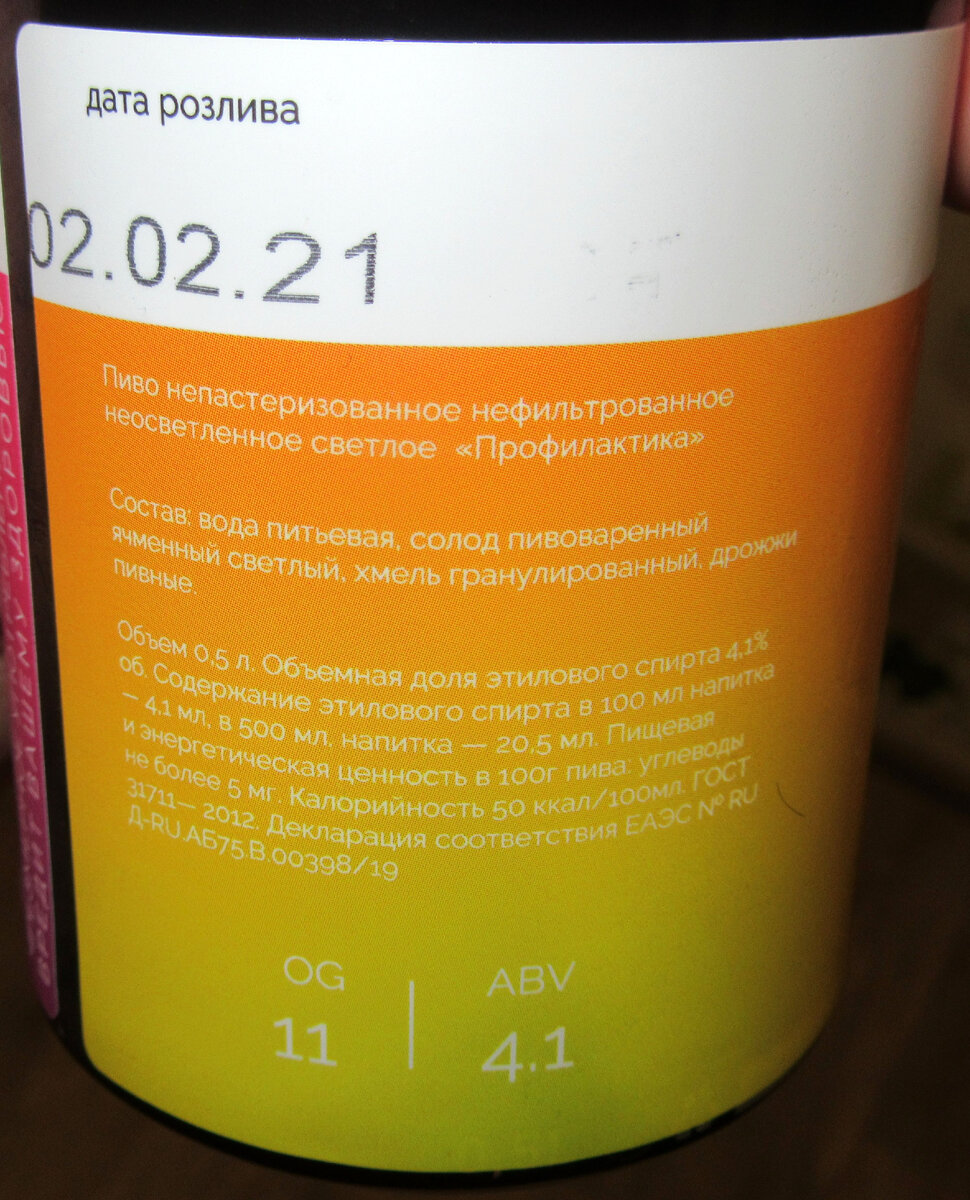 дата розлива
02.02.21
Пиво непастеризованное нефильтрованное
неосветленное светлое «Профилактика»
Состав: вода питьевая, солод пивоваренный
ячменный светлый, хмель гранулированный, дрожжи
пивные.
Объем 0,5 л. Объемная доля этилового спирта 4,1%
об. Содержание этилового спирта в 100 мл напитка
— 4,1 мл, в 500 мл. напитка — 20,5 мл. Пищевая
и энергетическая ценность в 100г пива: углеводы
не более 5 мг. Калорийность 50 ккал/100мл. ГОСТ
31711— 2012. Декларация соответствия ЕАЭС № RU
Д-RU.АБ75.В.00398/19
OG
11
ABV
4.1
ВРЕДИТ ВАШЕМУ ЗДОРОВЬЮ